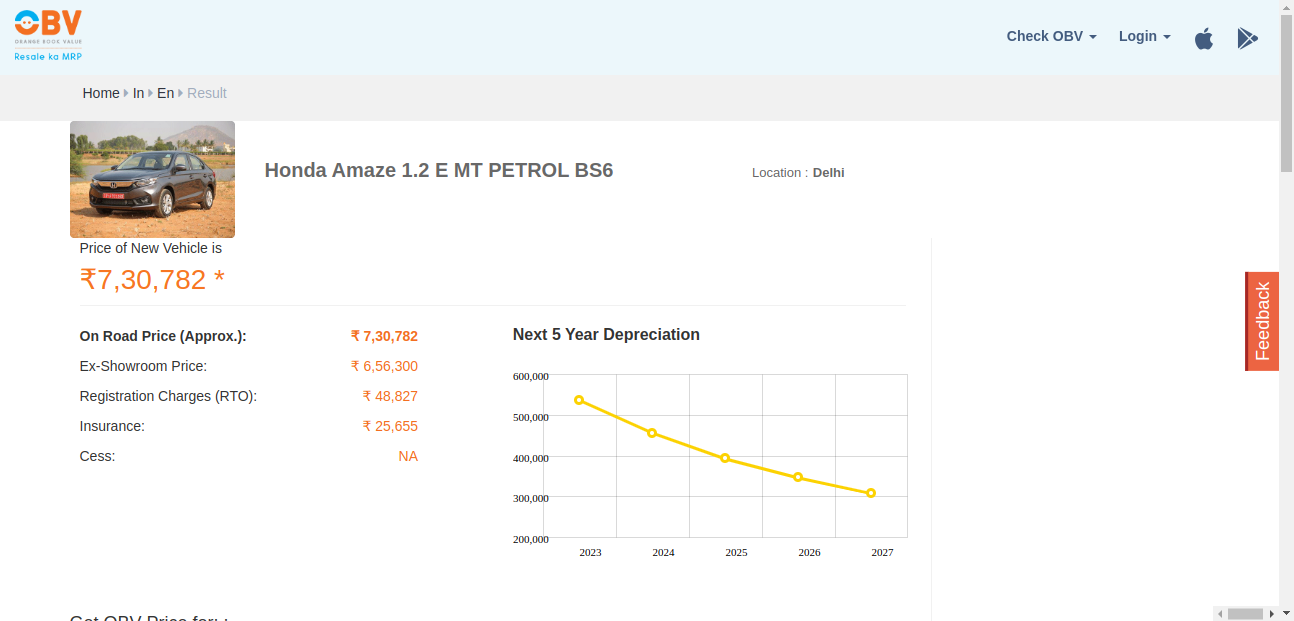 OBV
ORANGE BOOK VALUE
Resale ka MRP
Check OBV
Login
Home In En Result
Honda Amaze 1.2 E MT PETROL BS6
Location : Delhi
Price of New Vehicle is
₹7,30,782 *
On Road Price (Approx.): ₹ 7,30,782
Ex-Showroom Price: ₹ 6,56,300
Registration Charges (RTO): ₹ 48,827
Insurance: ₹ 25,655
Cess: NA
Next 5 Year Depreciation
600,000
500,000
400,000
300,000
200,000
2023 2024 2025 2026 2027
Feedback
Get OBV Price for: :